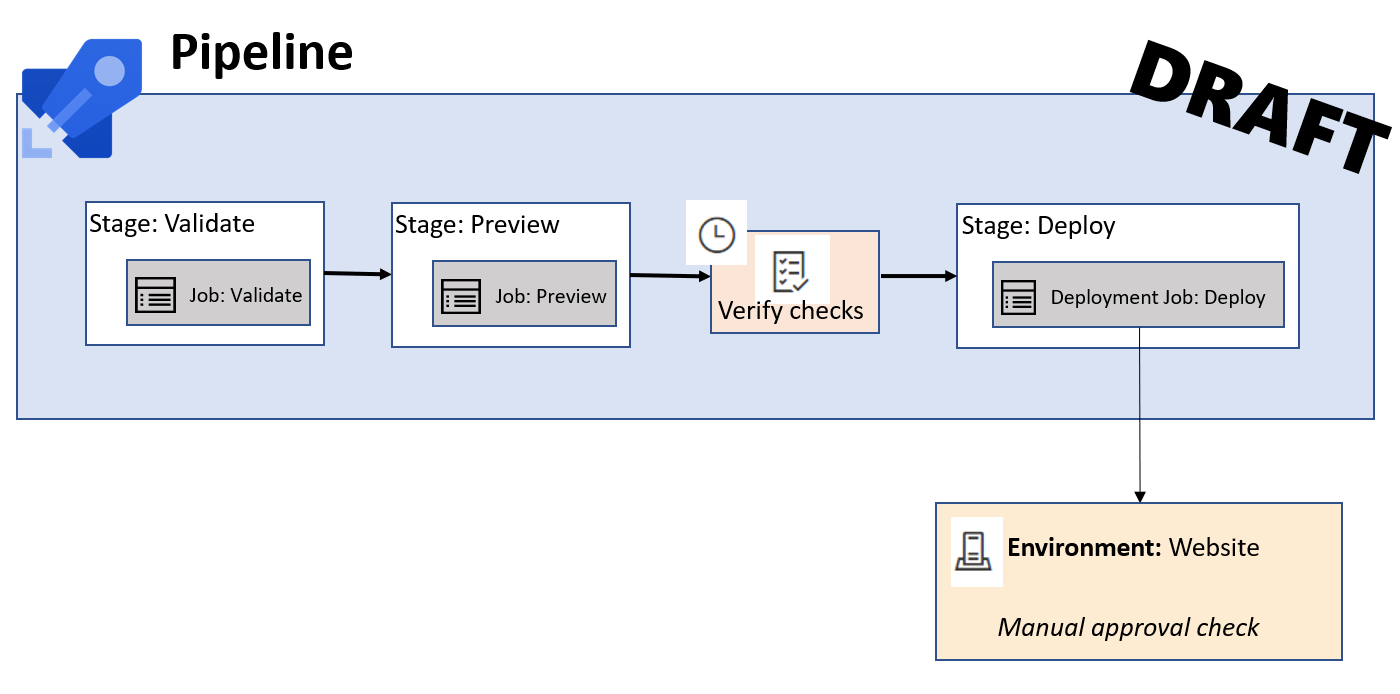 Pipeline
DRAFT
Stage: Validate
Job: Validate
Stage: Preview
Job: Preview
Verify checks
Stage: Deploy
Deployment Job: Deploy
Environment: Website
Manual approval check